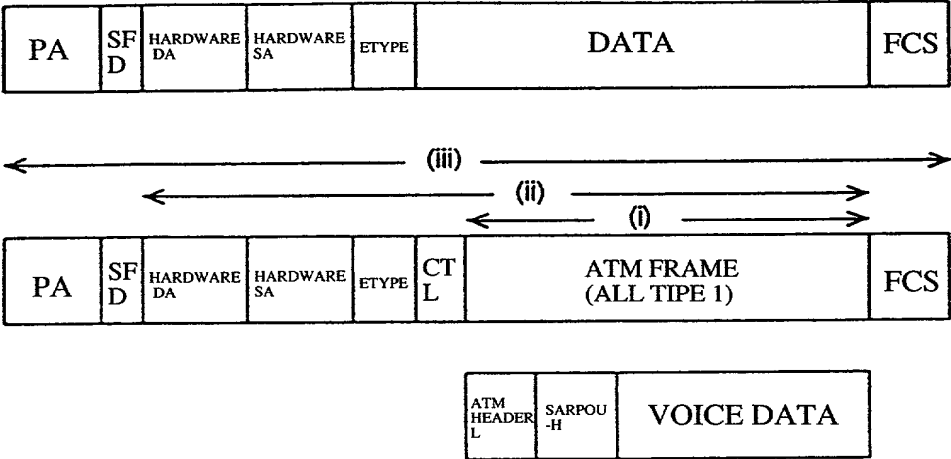 PA SF D HARDWARE DA HARDWARE SA ETYPE DATA FCS
(iii)
(ii)
(i)
PA SF D HARDWARE DA HARDWARE SA ETYPE CT L ATM FRAME (ALL TIPE 1) FCS
ATM HEADER L SARPOU -H VOICE DATA